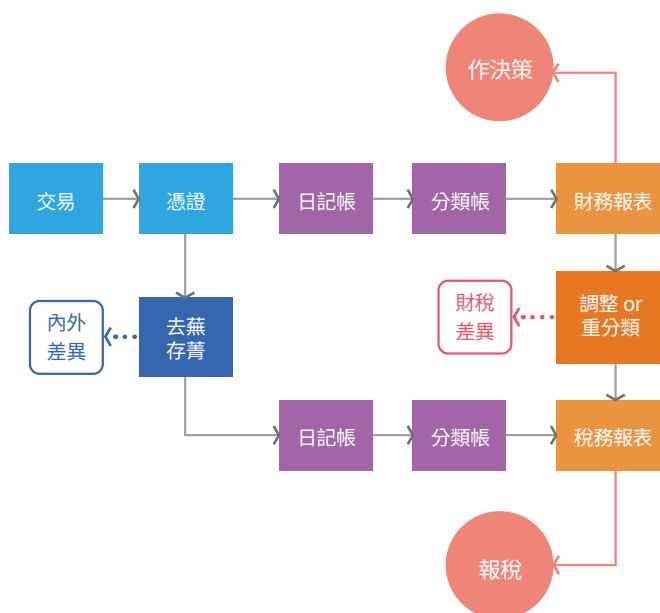 作決策
交易
憑證
日記帳
分類帳
財務報表
內外
差異
去蕪
存菁
財稅
差異
調整 or
重分類
日記帳
分類帳
稅務報表
報稅